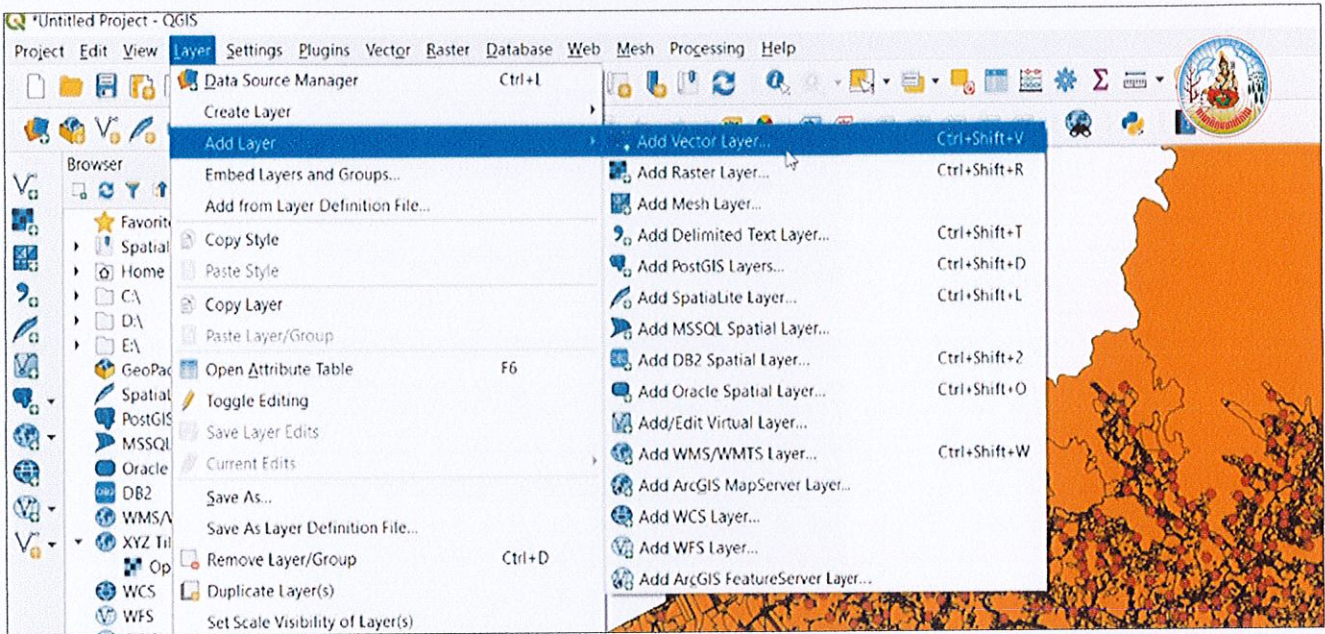 *Untitled Project - QGIS
Project Edit View Layer Settings Plugins Vector Raster Database Web Mesh Processing Help
Data Source Manager Ctrl+L
Create Layer
Add Layer
Embed Layers and Groups...
Add from Layer Definition File...
Copy Style
Paste Style
Copy Layer
Paste Layer/Group
Open Attribute Table F6
Toggle Editing
Save Layer Edits
Current Edits
Save As...
Save As Layer Definition File...
Remove Layer/Group Ctrl+D
Duplicate Layer(s)
Set Scale Visibility of Layer(s)
Add Vector Layer... Ctrl+Shift+V
Add Raster Layer... Ctrl+Shift+R
Add Mesh Layer...
Add Delimited Text Layer... Ctrl+Shift+T
Add PostGIS Layers... Ctrl+Shift+D
Add SpatiaLite Layer... Ctrl+Shift+L
Add MSSQL Spatial Layer...
Add DB2 Spatial Layer... Ctrl+Shift+2
Add Oracle Spatial Layer... Ctrl+Shift+O
Add/Edit Virtual Layer...
Add WMS/WMTS Layer... Ctrl+Shift+W
Add ArcGIS MapServer Layer...
Add WCS Layer...
Add WFS Layer...
Add ArcGIS FeatureServer Layer...
Browser
Favorit
Spatial
Home
C:\
D:\
E:\
GeoPac
Spatial
PostGIS
MSSQL
Oracle
DB2
WMS/W
XYZ Til
Op
WCS
WFS